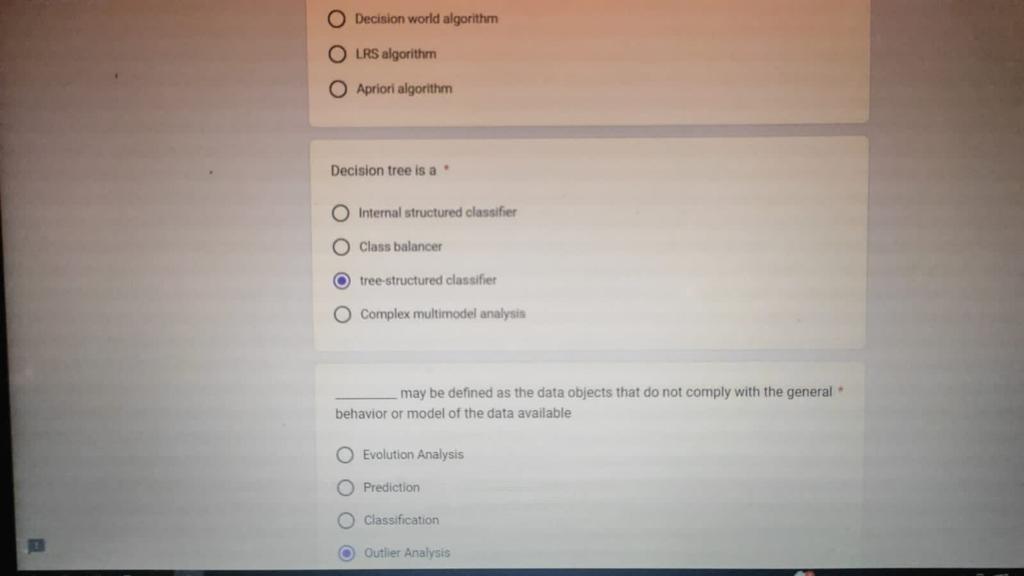 Decision world algorithm
LRS algorithm
Apriori algorithm
Decision tree is a *
Internal structured classifier
Class balancer
tree-structured classifier
Complex multimodel analysis
________ may be defined as the data objects that do not comply with the general *
behavior or model of the data available
Evolution Analysis
Prediction
Classification
Outlier Analysis